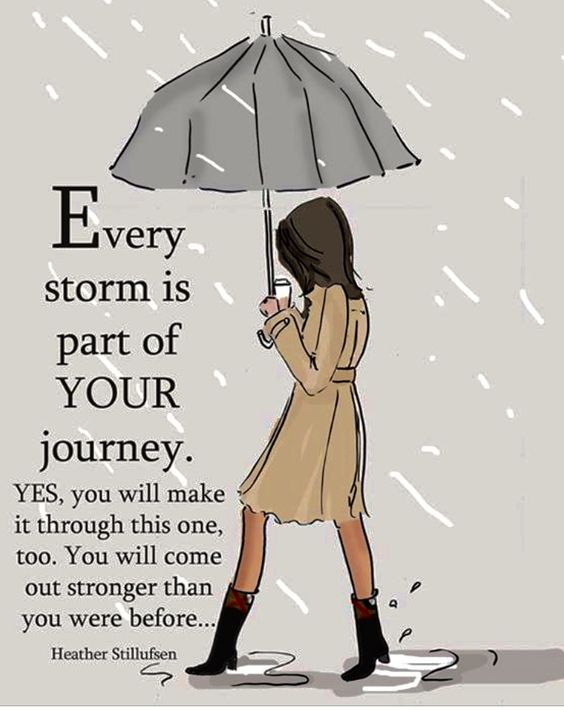 Every
storm is
part of
YOUR
journey.
YES, you will make
it through this one,
too. You will come
out stronger than
you were before...
Heather Stillufsen